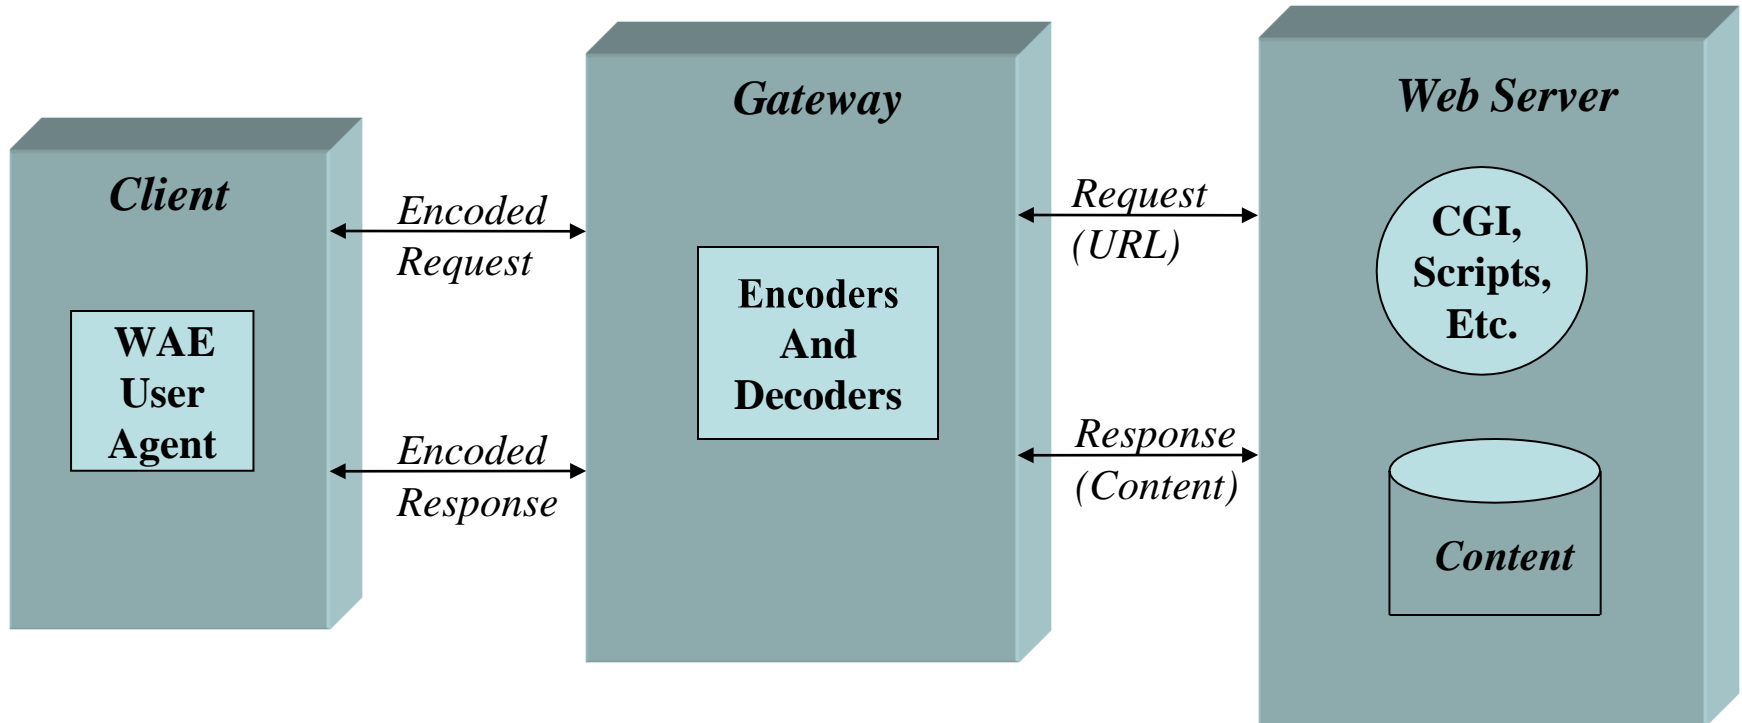 Client
WAE
User
Agent
Encoded
Request
Encoded
Response
Gateway
Encoders
And
Decoders
Request
(URL)
Response
(Content)
Web Server
CGI,
Scripts,
Etc.
Content